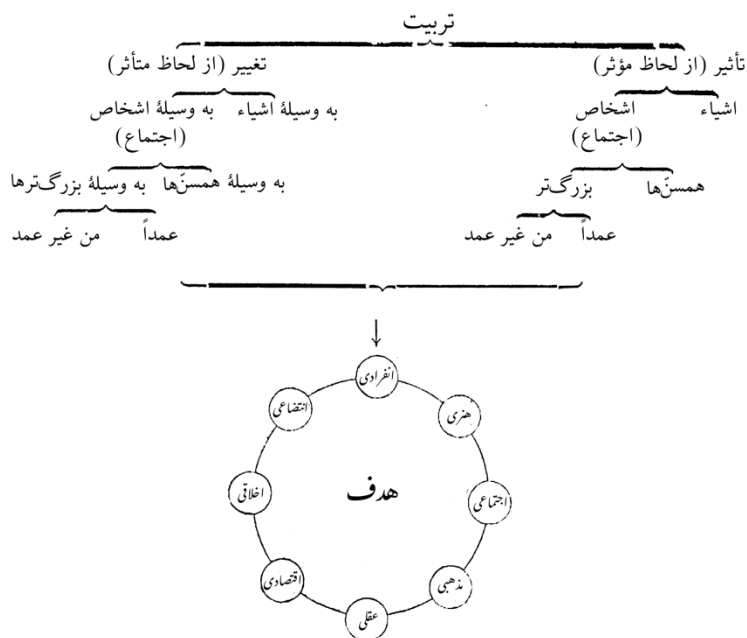 تربیت
تأثیر (از لحاظ مؤثر) تغییر (از لحاظ متأثر)
اشیاء اشخاص به وسیلهٔ اشیاء به وسیلهٔ اشخاص
(اجتماع) (اجتماع)
همسنّ‌ها بزرگ‌تر به وسیلهٔ همسنّ‌ها به وسیلهٔ بزرگ‌ترها
عمداً من غیر عمد عمداً من غیر عمد
انفرادی
هنری
اجتماعی
مذهبی
عقلی
اقتصادی
اخلاقی
انتضاعی
هدف